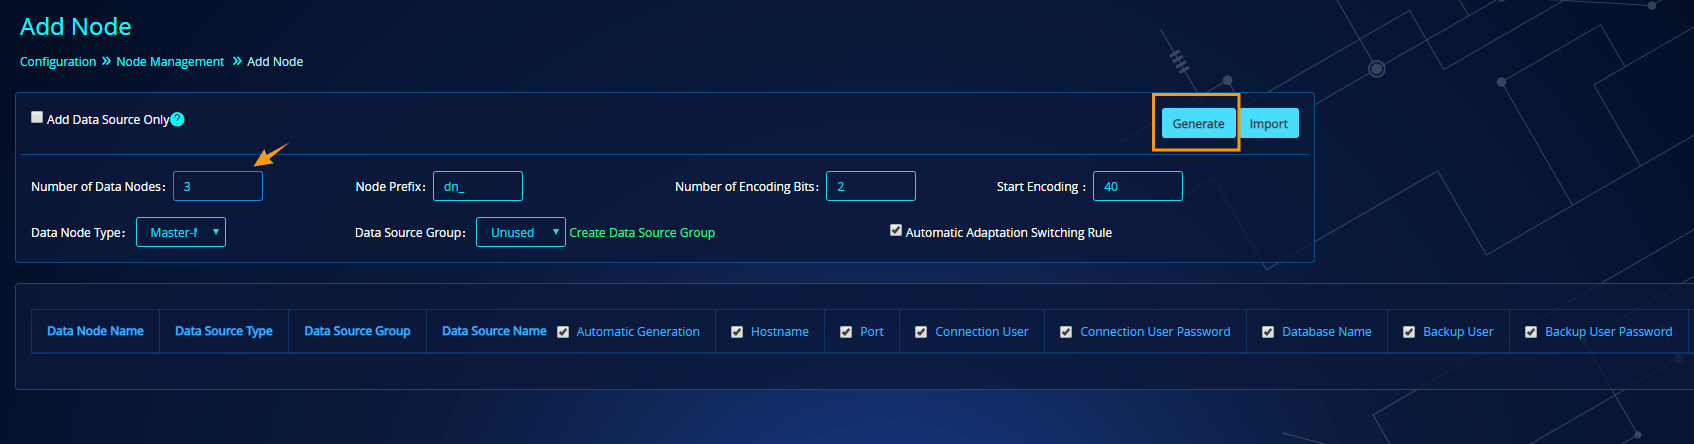 Add Node
Configuration » Node Management » Add Node
Add Data Source Only ? Generate Import
Number of Data Nodes: 3 Node Prefix: dn_ Number of Encoding Bits: 2 Start Encoding : 40
Data Node Type: Master-M Data Source Group: Unused Create Data Source Group Automatic Adaptation Switching Rule
Data Node Name Data Source Type Data Source Group Data Source Name Automatic Generation Hostname Port Connection User Connection User Password Database Name Backup User Backup User Password